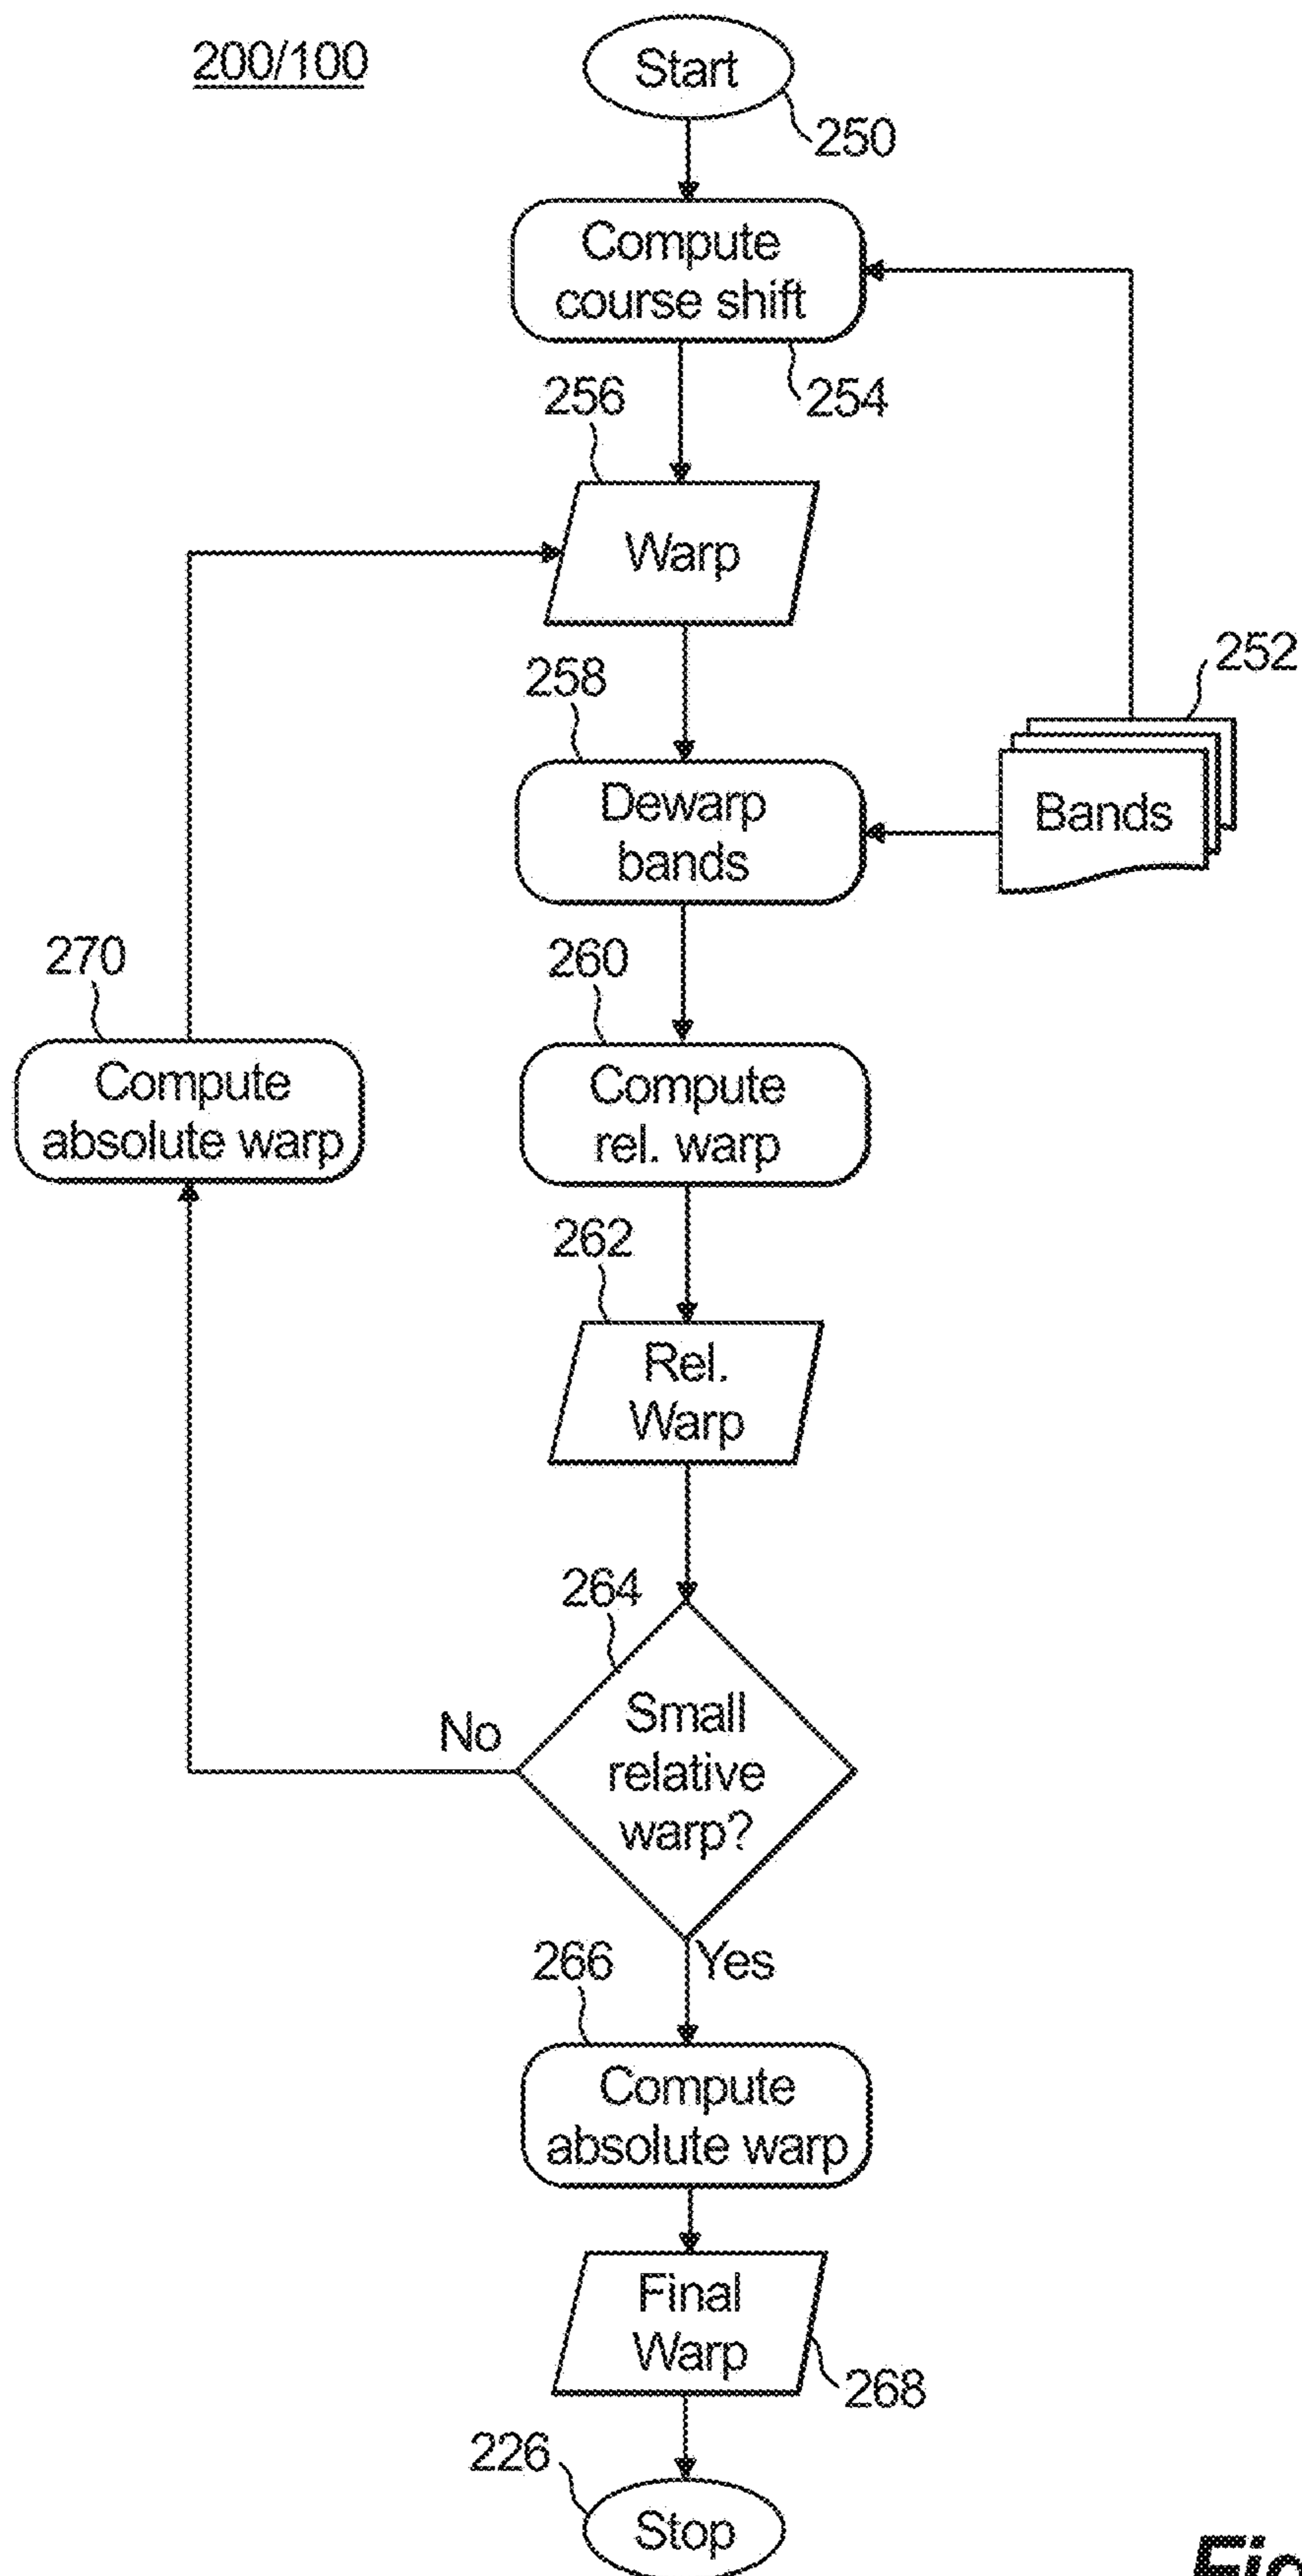 200/100
Start
250
Compute
course shift
254
256
Warp
252
258
Dewarp
bands
Bands
270
260
Compute
absolute warp
Compute
rel. warp
262
Rel.
Warp
264
No
Small
relative
warp?
Yes
266
Compute
absolute warp
Final
Warp
268
226
Stop